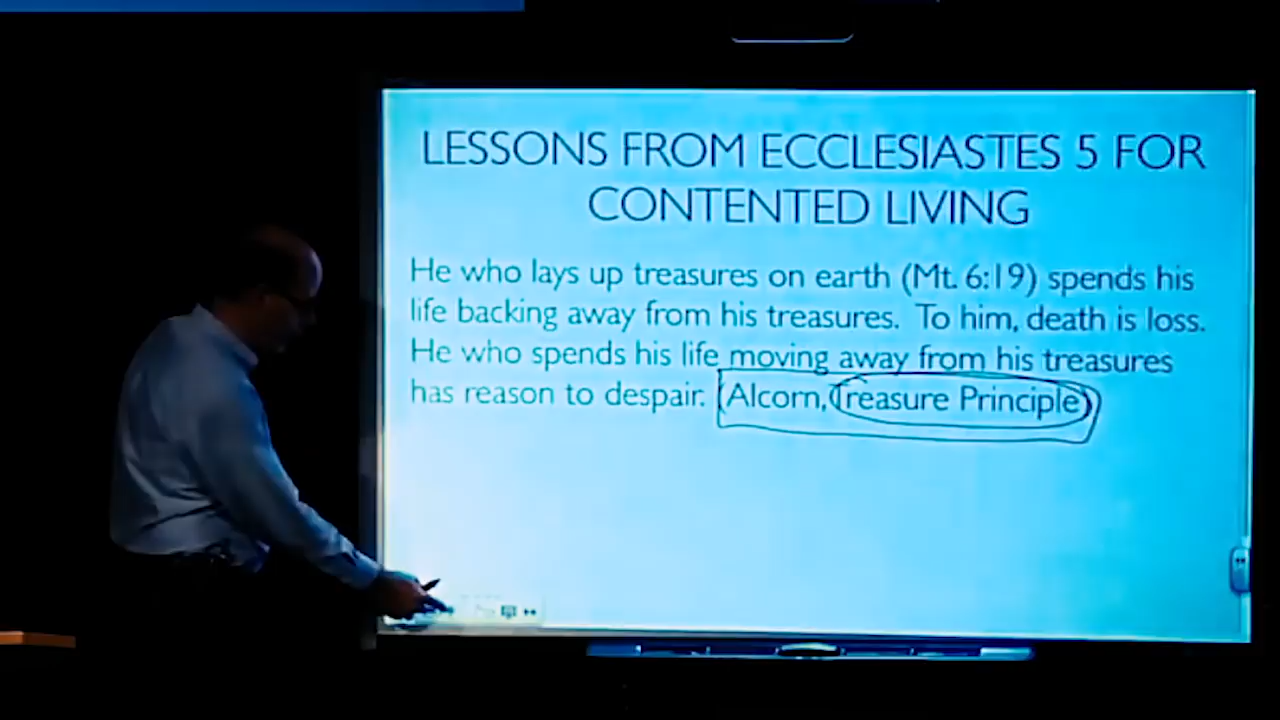 LESSONS FROM ECCLESIASTES 5 FOR
CONTENTED LIVING
He who lays up treasures on earth (Mt. 6:19) spends his
life backing away from his treasures. To him, death is loss.
He who spends his life moving away from his treasures
has reason to despair. (Alcorn, Treasure Principle)